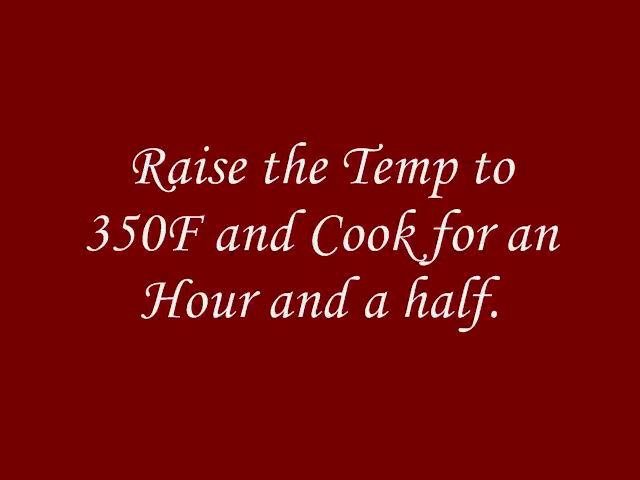 Raise the Temp to
350F and Cook for an
Hour and a half.